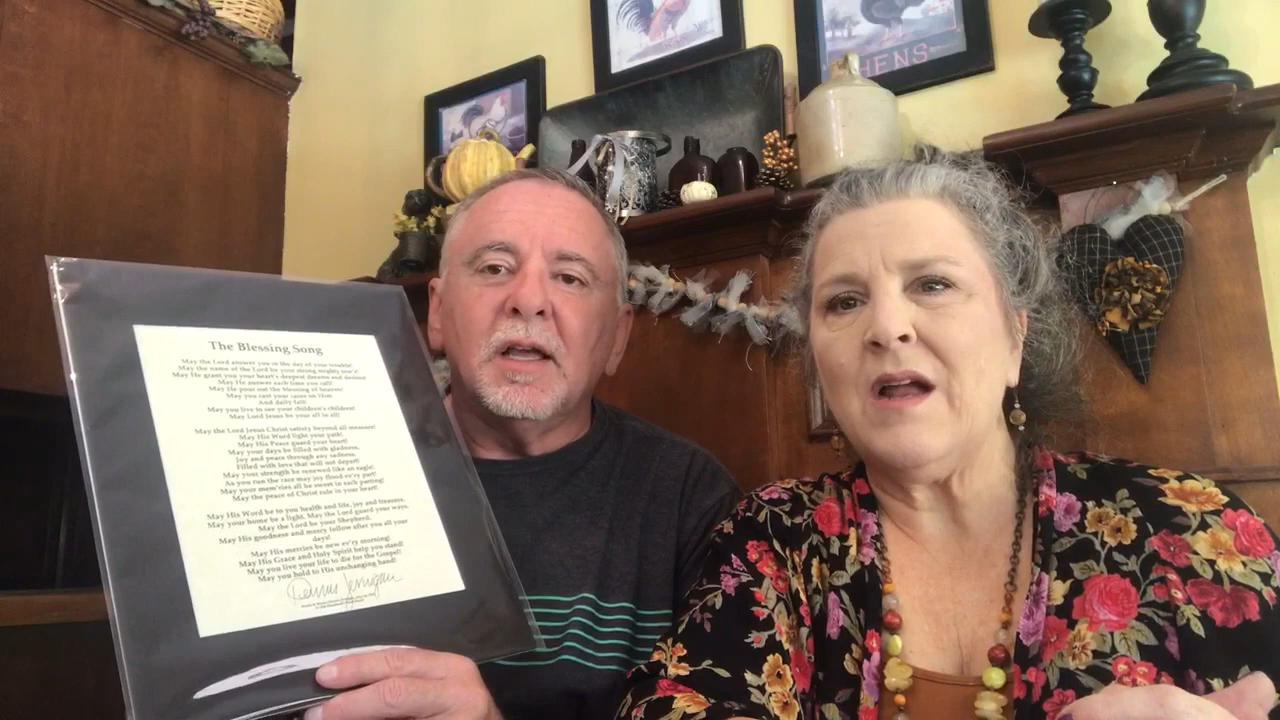 HENS
The Blessing Song
May the Lord answer you in the day of your trouble!
May the name of the Lord be your strong mighty tow'r!
May He grant you your heart's deepest dreams and desires!
May He answer each time you call!
May He pour out the blessing of heaven!
May you cast your cares on Him
And daily fall!
May you live to see your children's children!
May Lord Jesus be your all in all!
May the Lord Jesus Christ satisfy beyond all measure!
May His Word light your path!
May His Peace guard your heart!
May your days be filled with gladness,
Joy and peace through any sadness,
Filled with love that will not depart!
May your strength be renewed like an eagle!
As you run the race may joy flood ev'ry part!
May your mem'ries all be sweet in each parting!
May the peace of Christ rule in your heart!
May His Word be to you health and life, joy and treasure.
May your home be a light. May the Lord guard your ways.
May the Lord be your Shepherd.
May His goodness and mercy follow after you all your
days!
May His mercies be new ev'ry morning!
May His Grace and Holy Spirit help you stand!
May you live your life to die for the Gospel!
May you hold to His unchanging hand!
Dennis Jernigan